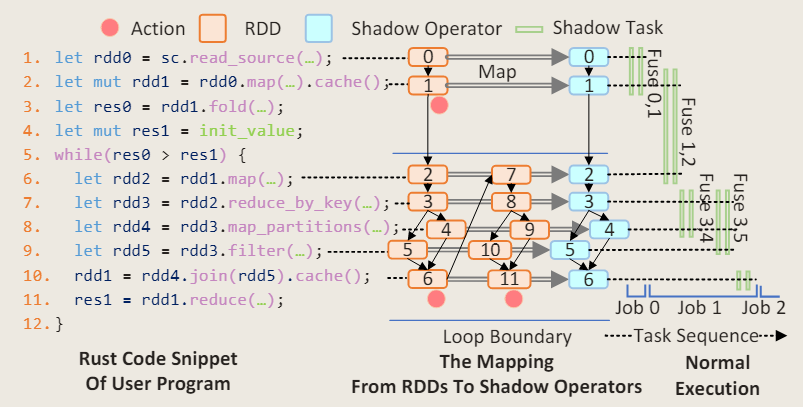 Action RDD Shadow Operator Shadow Task
1. let rdd0 = sc.read_source(…);
2. let mut rdd1 = rdd0.map(…).cache();
3. let res0 = rdd1.fold(…);
4. let mut res1 = init_value;
5. while(res0 > res1) {
6. let rdd2 = rdd1.map(…);
7. let rdd3 = rdd2.reduce_by_key(…);
8. let rdd4 = rdd3.map_partitions(…);
9. let rdd5 = rdd3.filter(…);
10. rdd1 = rdd4.join(rdd5).cache();
11. res1 = rdd1.reduce(…);
12. }
Rust Code Snippet
Of User Program
0 0
Map
1 1
2 7 2
3 8 3
4 9 4
5 10 5
6 11 6
Loop Boundary
The Mapping
From RDDs To Shadow Operators
Fuse 0,1
Fuse 1,2
Fuse 3,4
Fuse 3,5
Job 0 Job 1 Job 2
Task Sequence
Normal
Execution